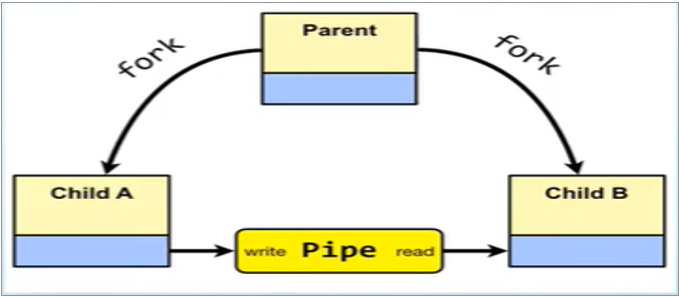 Parent
fork
fork
Child A
Child B
write Pipe read